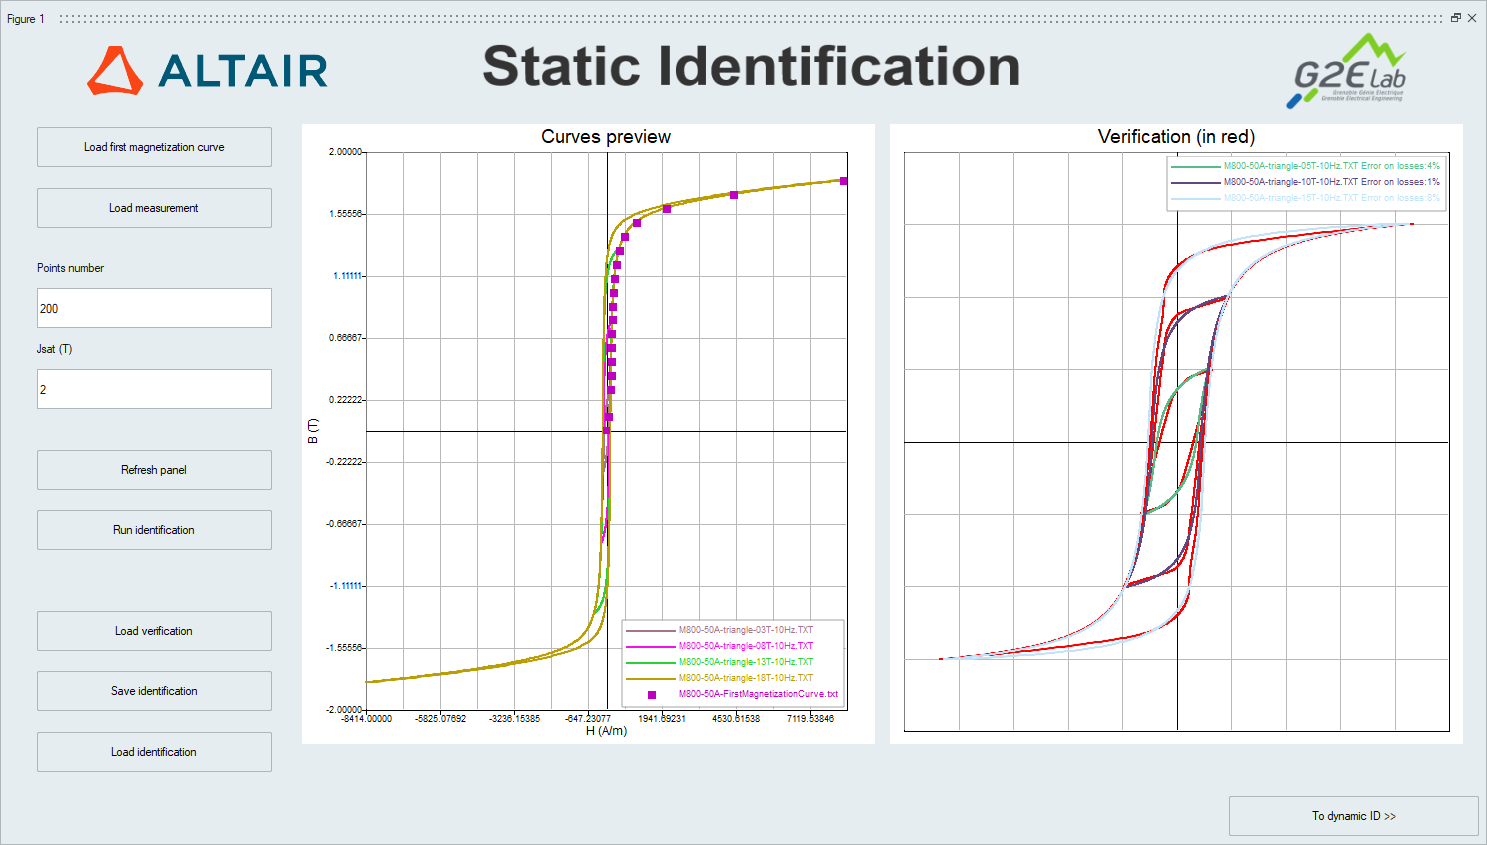 Figure 1
ALTAIR
Static Identification
G2ELab
Grenoble Génie Electrique
Grenoble Electrical Engineering
Load first magnetization curve
Load measurement
Points number
200
Jsat (T)
2
Refresh panel
Run identification
Load verification
Save identification
Load identification
Curves preview
2.00000
1.55556
1.11111
0.66667
0.22222
-0.22222
-0.66667
-1.11111
-1.55556
-2.00000
B (T)
-8414.00000
-5825.07692
-3236.15385
-647.23077
1941.69231
4530.61538
7119.53846
H (A/m)
M800-50A-triangle-03T-10Hz.TXT
M800-50A-triangle-08T-10Hz.TXT
M800-50A-triangle-13T-10Hz.TXT
M800-50A-triangle-18T-10Hz.TXT
M800-50A-FirstMagnetizationCurve.txt
Verification (in red)
M800-50A-triangle-05T-10Hz.TXT Error on losses:4%
M800-50A-triangle-10T-10Hz.TXT Error on losses:1%
M800-50A-triangle-15T-10Hz.TXT Error on losses:8%
To dynamic ID >>